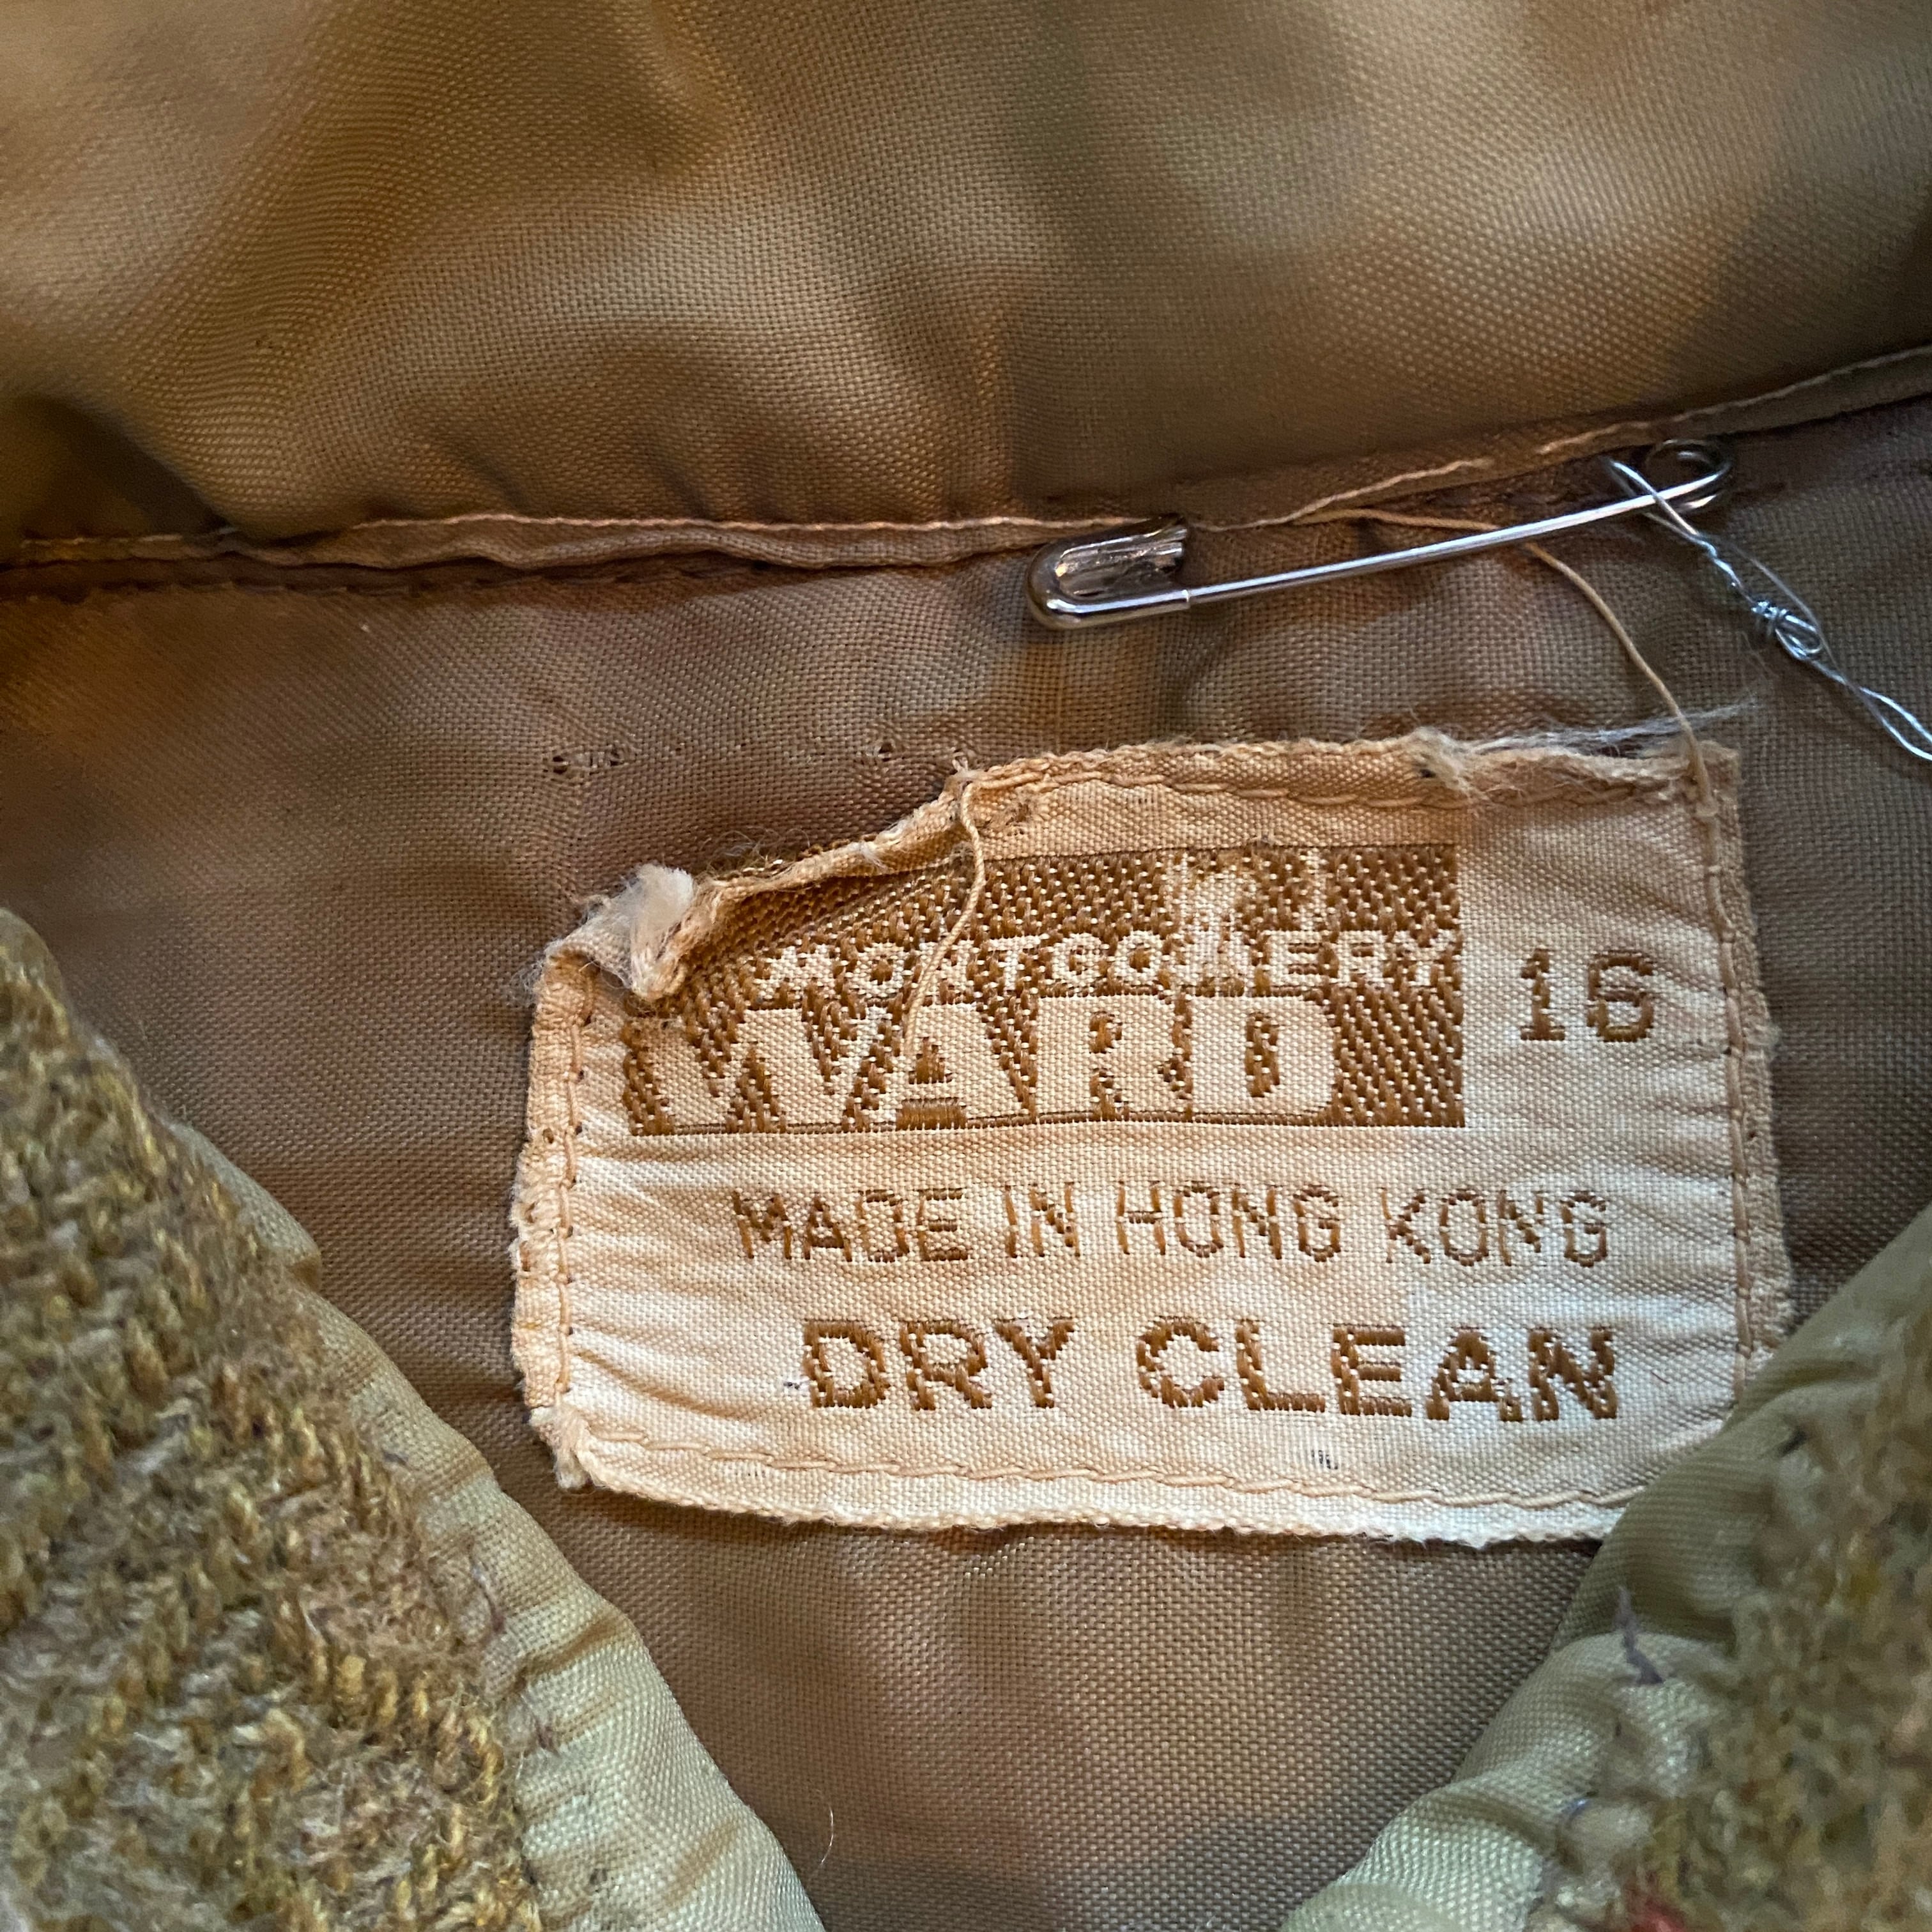 MONTGOMERY
WARD
16
MADE IN HONG KONG
DRY CLEAN